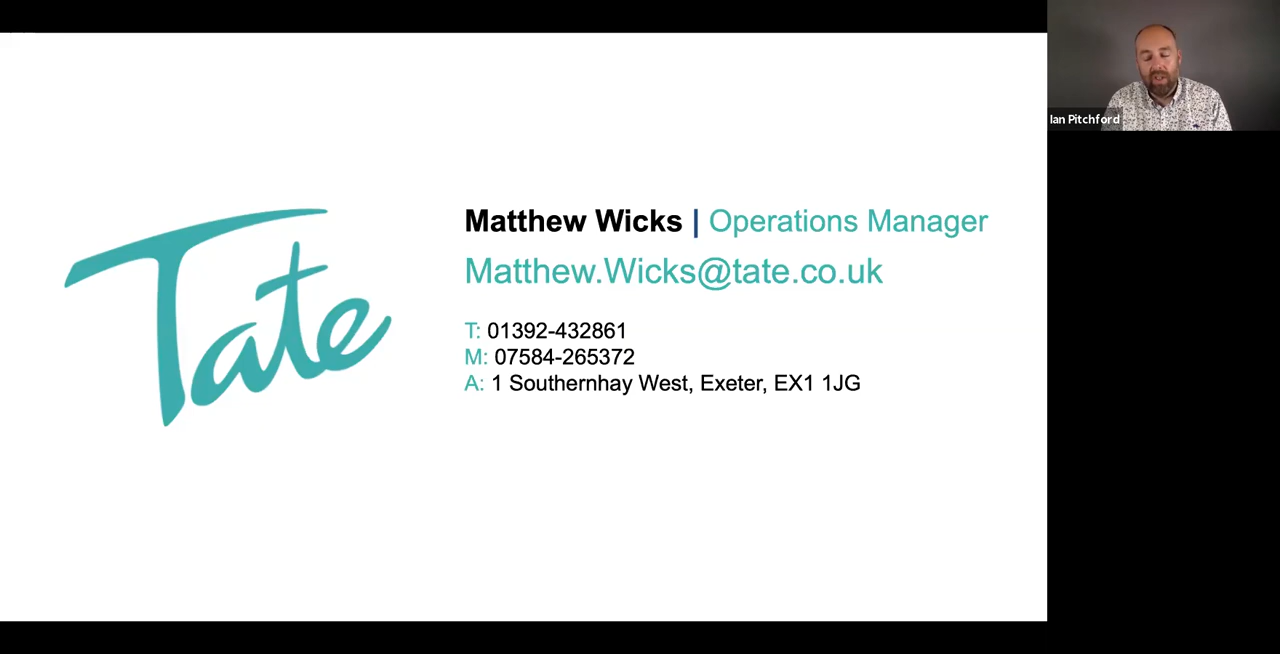 Tate
Matthew Wicks | Operations Manager
Matthew.Wicks@tate.co.uk
T: 01392-432861
M: 07584-265372
A: 1 Southernhay West, Exeter, EX1 1JG
Ian Pitchford